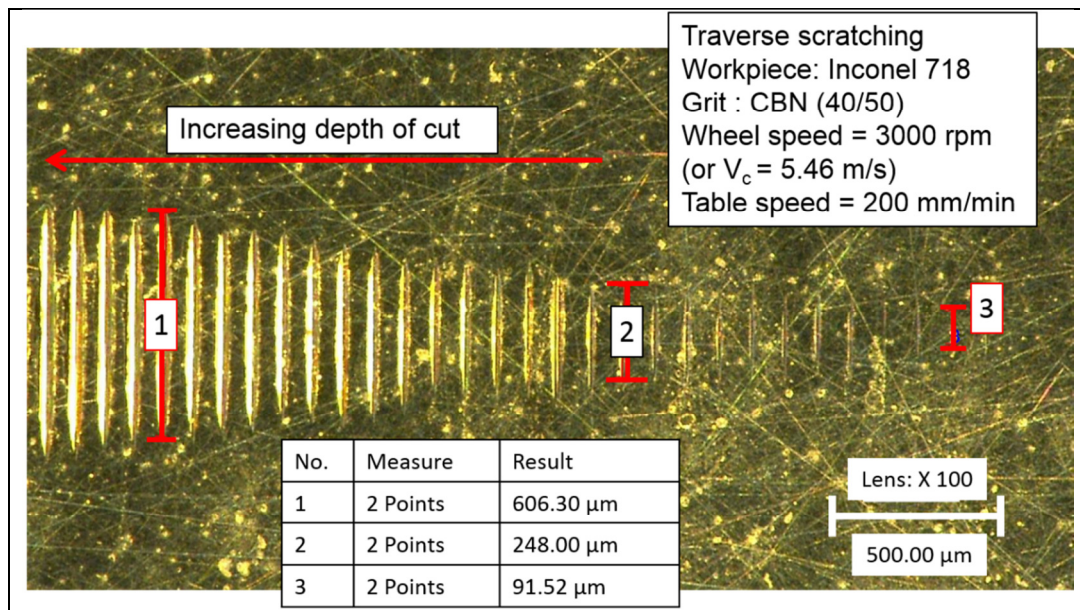 Traverse scratching
Workpiece: Inconel 718
Grit : CBN (40/50)
Wheel speed = 3000 rpm
(or Vc = 5.46 m/s)
Table speed = 200 mm/min
Increasing depth of cut
1
2
3
No. Measure Result
1 2 Points 606.30 µm
2 2 Points 248.00 µm
3 2 Points 91.52 µm
Lens: X 100
500.00 µm